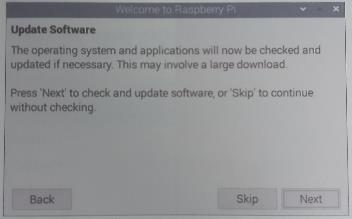 Welcome to Raspberry Pi
Update Software
The operating system and applications will now be checked and
updated if necessary. This may involve a large download.
Press 'Next' to check and update software, or 'Skip' to continue
without checking.
Back
Skip
Next